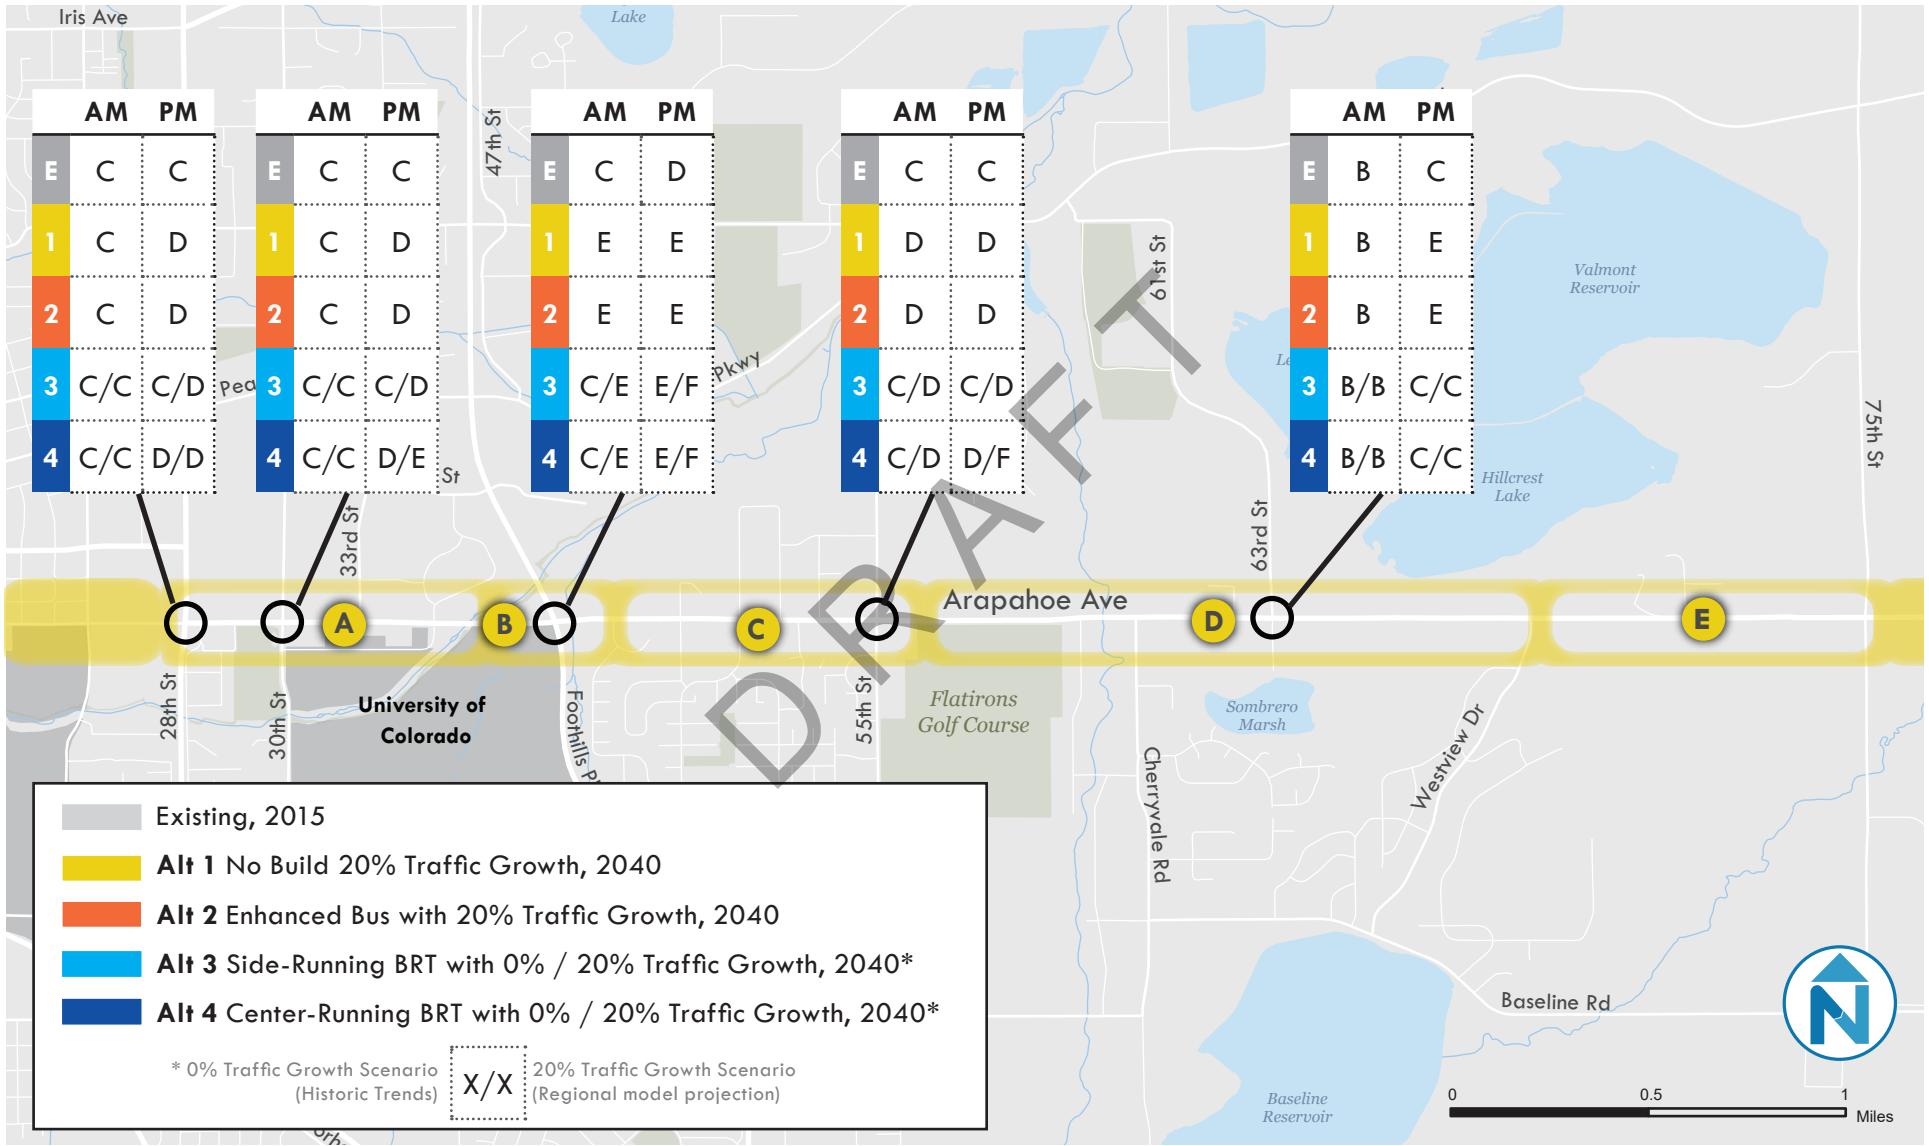 Iris Ave
Lake
47th St
AM PM
E C C
1 C D
2 C D
3 C/C C/D
4 C/C D/D
AM PM
E C C
1 C D
2 C D
3 C/C C/D
4 C/C D/E
AM PM
E C D
1 E E
2 E E
3 C/E E/F
4 C/E E/F
AM PM
E C C
1 D D
2 D D
3 C/D C/D
4 C/D D/F
AM PM
E B C
1 B E
2 B E
3 B/B C/C
4 B/B C/C
Pkwy
St
61st St
Valmont
Reservoir
Hillcrest
Lake
75th St
33rd St
63rd St
DRAFT
Arapahoe Ave
A
B
C
D
E
28th St
30th St
University of
Colorado
Foothills
55th St
Flatirons
Golf Course
Sombrero
Marsh
Cherryvale Rd
Westview Dr
Baseline Rd
Baseline
Reservoir
Existing, 2015
Alt 1 No Build 20% Traffic Growth, 2040
Alt 2 Enhanced Bus with 20% Traffic Growth, 2040
Alt 3 Side-Running BRT with 0% / 20% Traffic Growth, 2040*
Alt 4 Center-Running BRT with 0% / 20% Traffic Growth, 2040*
* 0% Traffic Growth Scenario
(Historic Trends)
X/X
20% Traffic Growth Scenario
(Regional model projection)
N
0 0.5 1
Miles